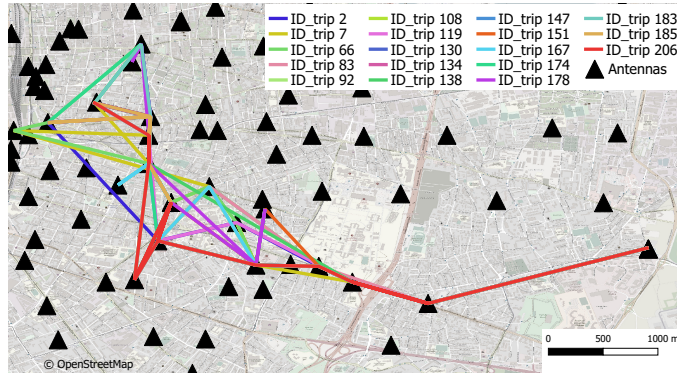 ID_trip 2 ID_trip 108 ID_trip 147 ID_trip 183
ID_trip 7 ID_trip 119 ID_trip 151 ID_trip 185
ID_trip 66 ID_trip 130 ID_trip 167 ID_trip 206
ID_trip 83 ID_trip 134 ID_trip 174 Antennas
ID_trip 92 ID_trip 138 ID_trip 178
0 500 1000 m
© OpenStreetMap